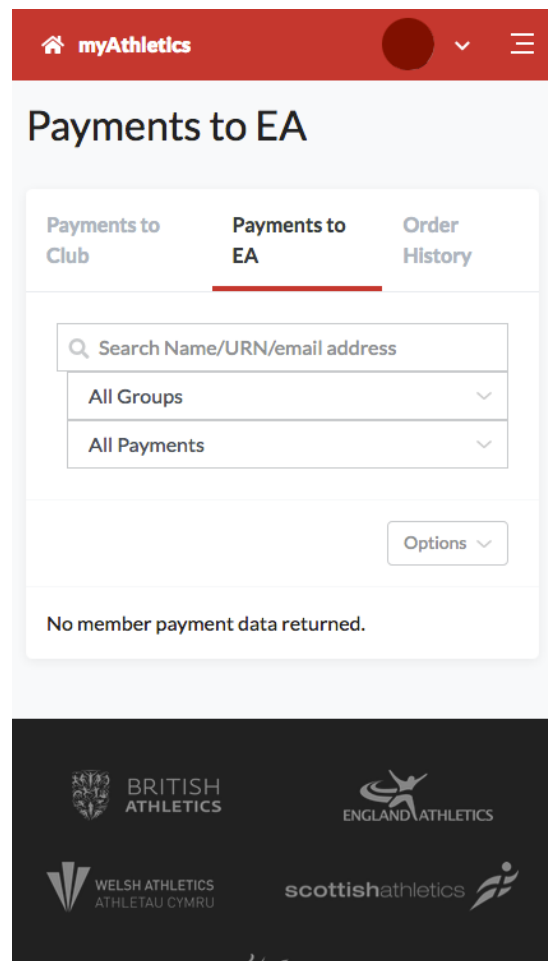 myAthletics
Payments to EA
Payments to
Club
Payments to
EA
Order
History
Search Name/URN/email address
All Groups
All Payments
Options
No member payment data returned.
BRITISH
ATHLETICS
ENGLAND ATHLETICS
WELSH ATHLETICS
ATHLETAU CYMRU
scottishathletics